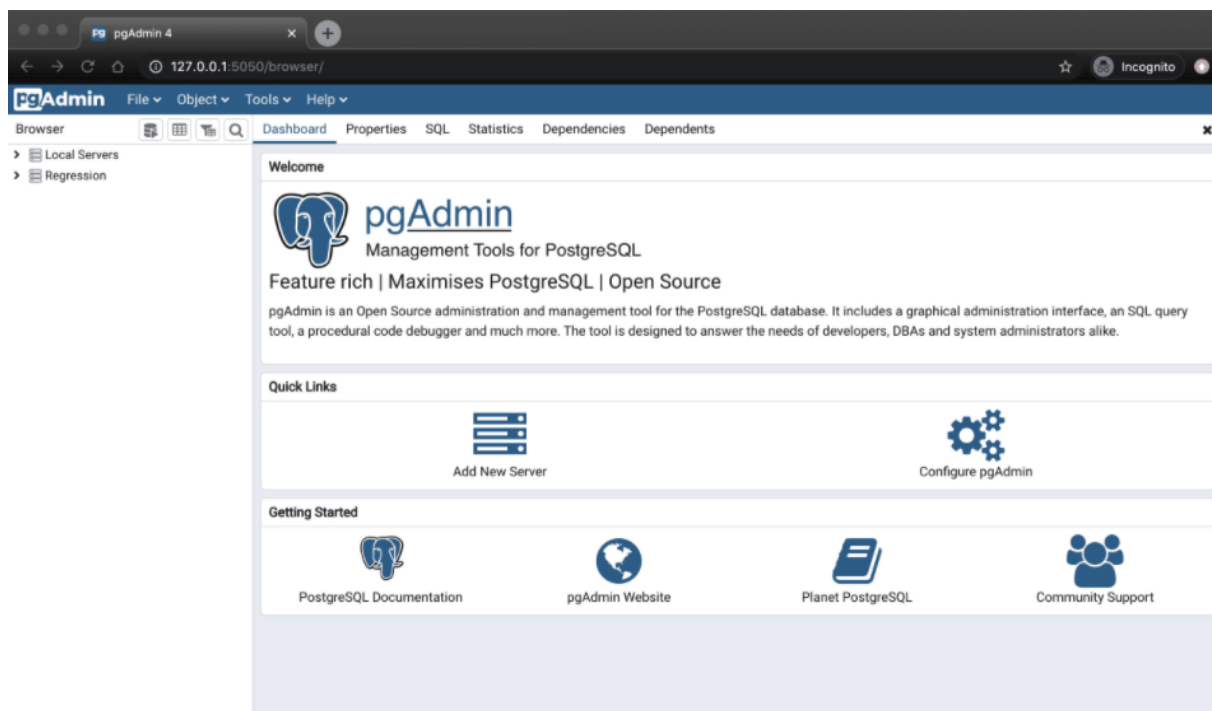 pgAdmin 4
127.0.0.1:5050/browser/
Incognito
pgAdmin File Object Tools Help
Browser
Dashboard Properties SQL Statistics Dependencies Dependents
Local Servers
Regression
Welcome
pgAdmin
Management Tools for PostgreSQL
Feature rich | Maximises PostgreSQL | Open Source
pgAdmin is an Open Source administration and management tool for the PostgreSQL database. It includes a graphical administration interface, an SQL query
tool, a procedural code debugger and much more. The tool is designed to answer the needs of developers, DBAs and system administrators alike.
Quick Links
Add New Server
Configure pgAdmin
Getting Started
PostgreSQL Documentation
pgAdmin Website
Planet PostgreSQL
Community Support